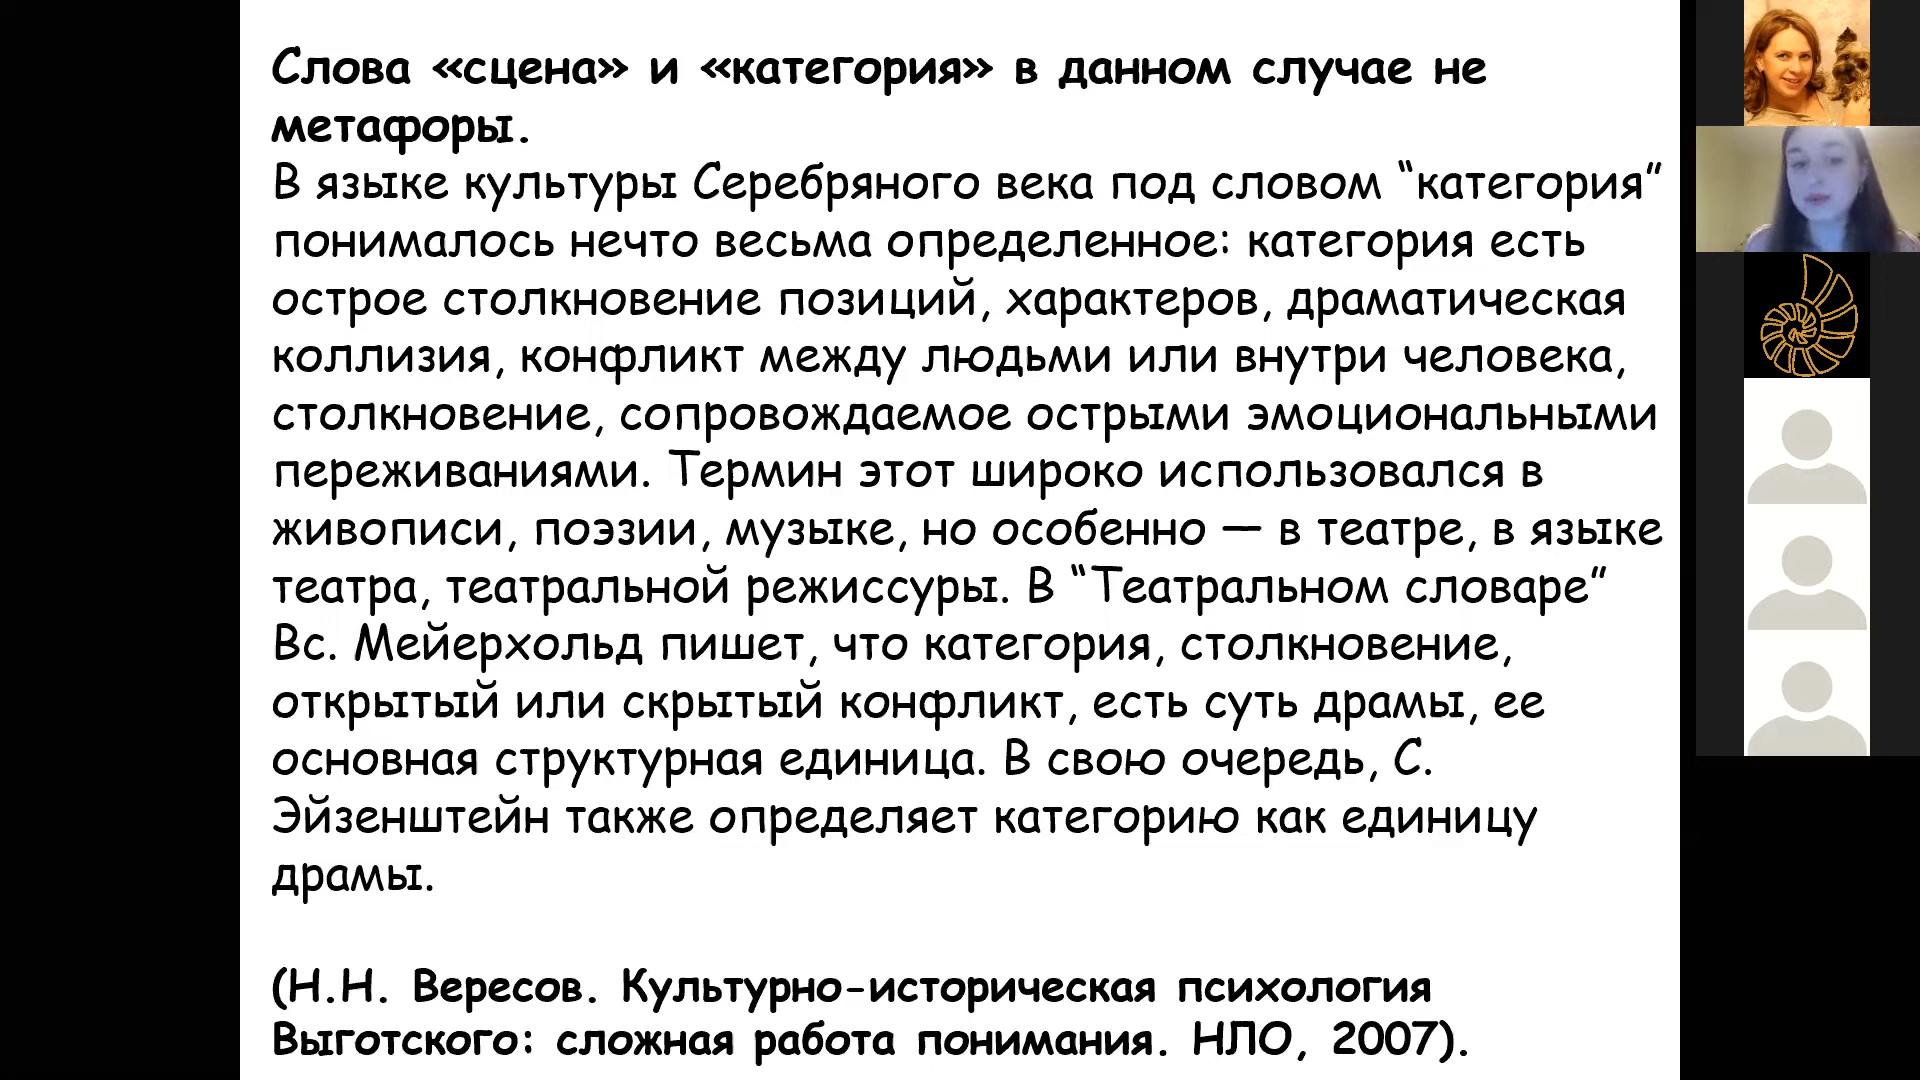 Слова «сцена» и «категория» в данном случае не
метафоры.
В языке культуры Серебряного века под словом “категория”
понималось нечто весьма определенное: категория есть
острое столкновение позиций, характеров, драматическая
коллизия, конфликт между людьми или внутри человека,
столкновение, сопровождаемое острыми эмоциональными
переживаниями. Термин этот широко использовался в
живописи, поэзии, музыке, но особенно — в театре, в языке
театра, театральной режиссуры. В “Театральном словаре”
Вс. Мейерхольд пишет, что категория, столкновение,
открытый или скрытый конфликт, есть суть драмы, ее
основная структурная единица. В свою очередь, С.
Эйзенштейн также определяет категорию как единицу
драмы.
(Н.Н. Вересов. Культурно-историческая психология
Выготского: сложная работа понимания. НЛО, 2007).